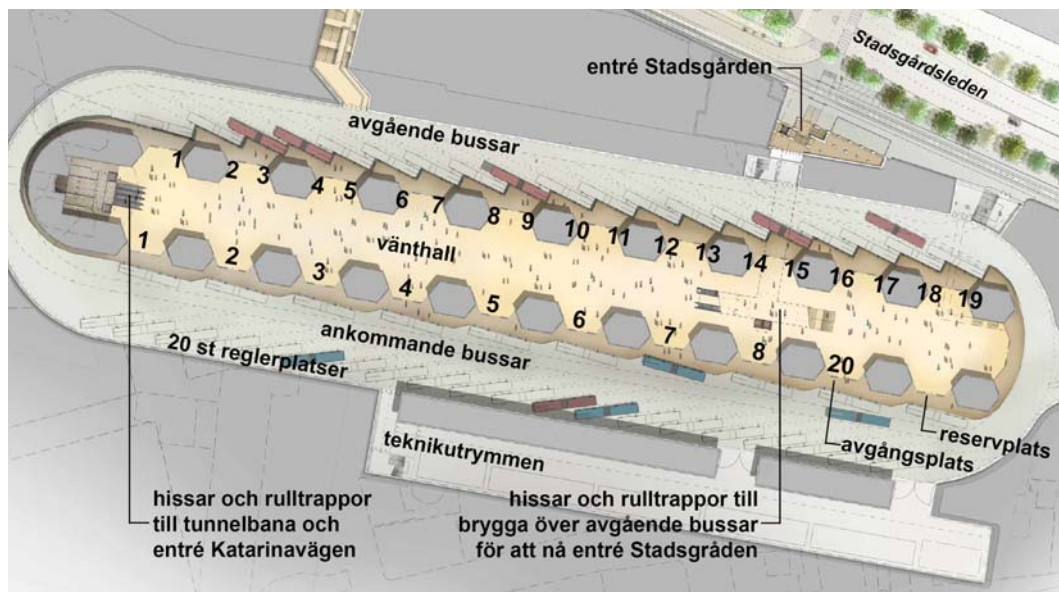 Stadsgårdsleden
entré Stadsgården
avgående bussar
1 2 3 4 5 6 7 8 9 10 11 12 13 14 15 16 17 18 19
vänthall
1 2 3 4 5 6 7 8 20
ankommande bussar
20 st reglerplatser
reservplats
avgångsplats
teknikutrymmen
hissar och rulltrappor
till tunnelbana och
entré Katarinavägen
hissar och rulltrappor till
brygga över avgående bussar
för att nå entré Stadsgråden